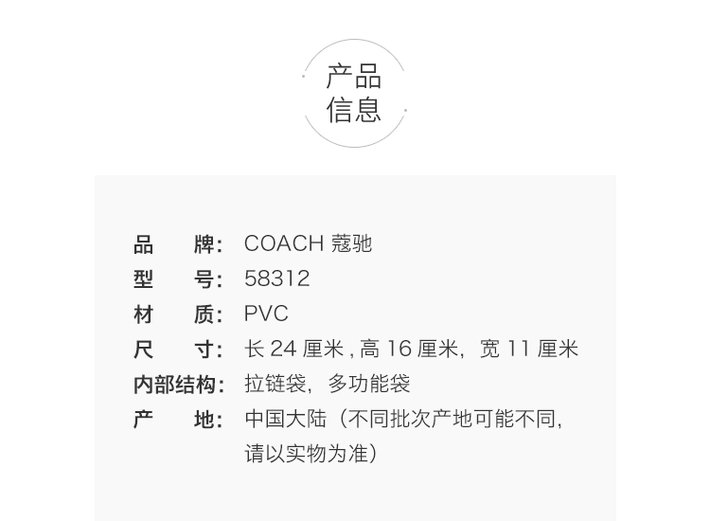 产品
信息
品 牌： COACH 蔻驰
型 号： 58312
材 质： PVC
尺 寸： 长 24 厘米 , 高 16 厘米，宽 11 厘米
内部结构： 拉链袋，多功能袋
产 地： 中国大陆（不同批次产地可能不同，
请以实物为准）